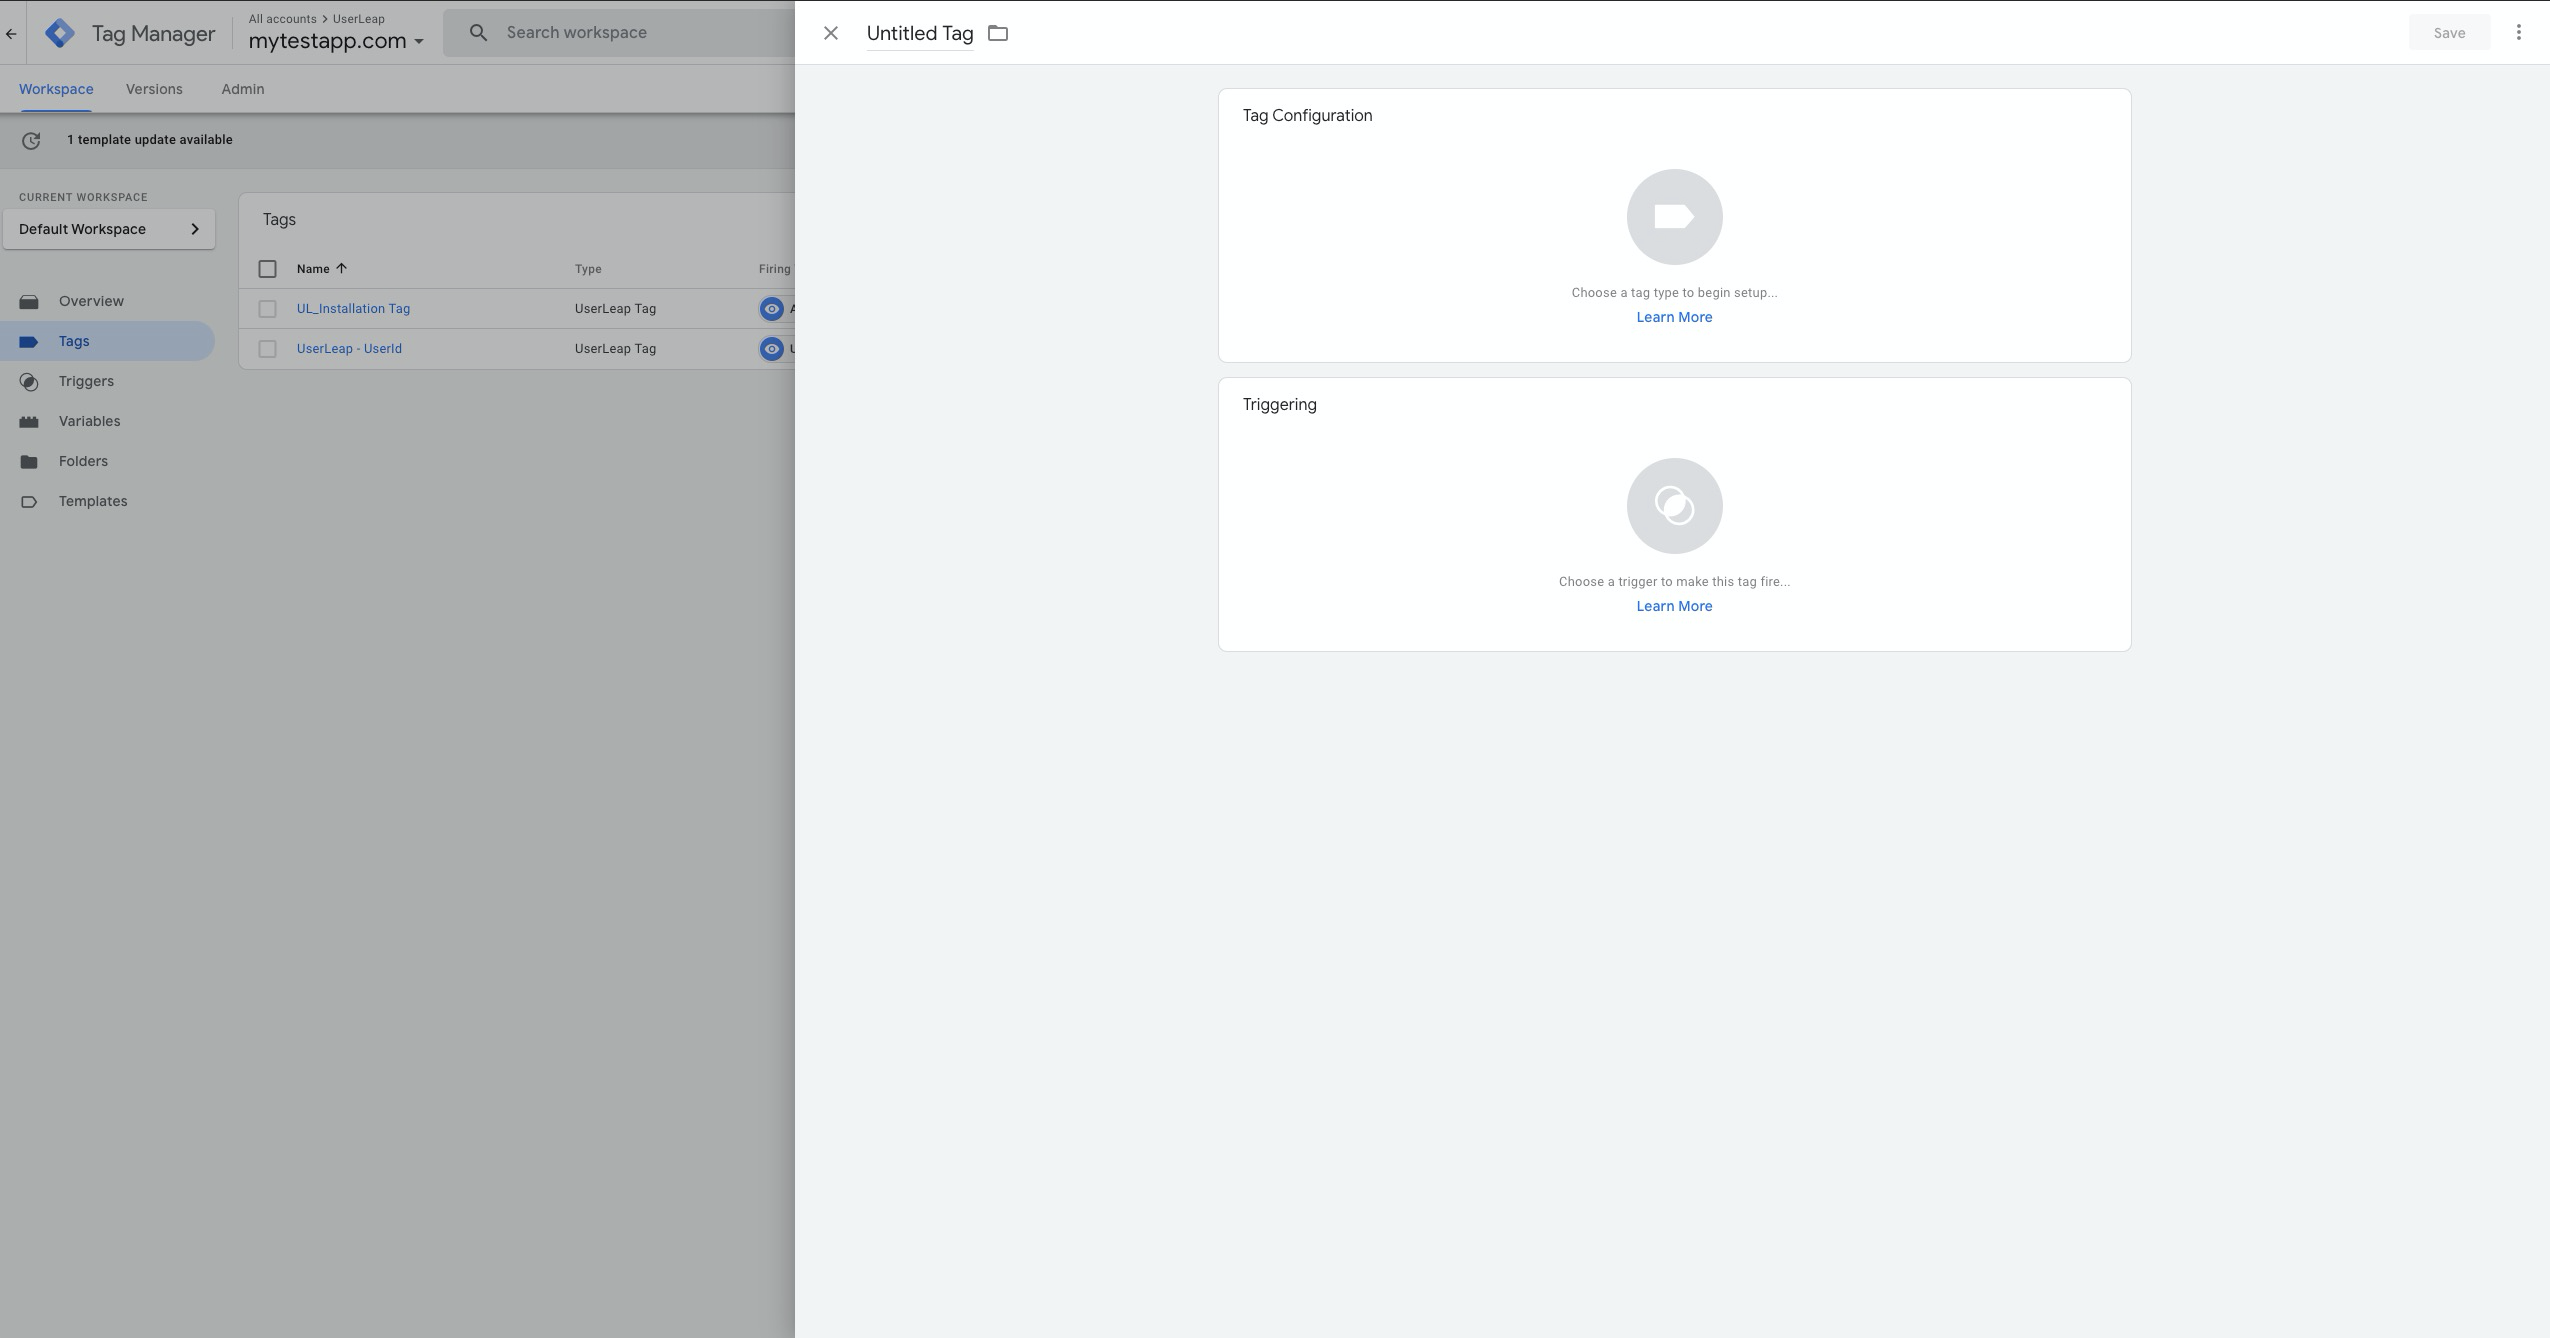 Tag Manager
All accounts > UserLeap
mytestapp.com
Search workspace
Untitled Tag
Save
Workspace
Versions
Admin
1 template update available
CURRENT WORKSPACE
Default Workspace
Overview
Tags
Triggers
Variables
Folders
Templates
Tags
Name Type Firing
UL_Installation Tag UserLeap Tag
UserLeap - UserId UserLeap Tag
Tag Configuration
Choose a tag type to begin setup...
Learn More
Triggering
Choose a trigger to make this tag fire...
Learn More